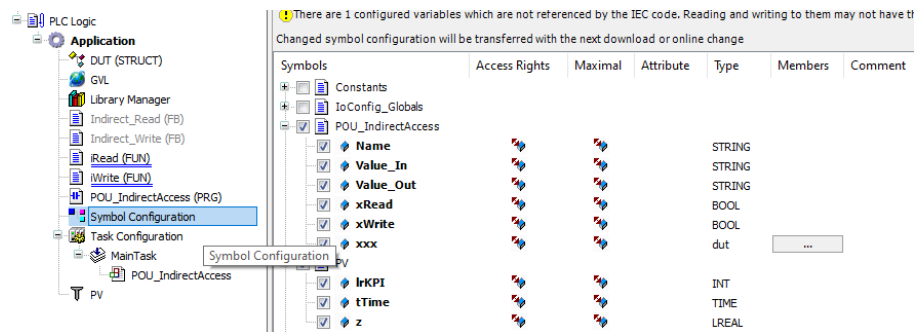 PLC Logic
Application
DUT (STRUCT)
GVL
Library Manager
Indirect_Read (FB)
Indirect_Write (FB)
iRead (FUN)
iWrite (FUN)
POU_IndirectAccess (PRG)
Symbol Configuration
Task Configuration
MainTask
POU_IndirectAccess
PV
Symbol Configuration
There are 1 configured variables which are not referenced by the IEC code. Reading and writing to them may not have
Changed symbol configuration will be transferred with the next download or online change
Symbols Access Rights Maximal Attribute Type Members Comment
Constants
IoConfig_Globals
POU_IndirectAccess
Name STRING
Value_In STRING
Value_Out STRING
xRead BOOL
xWrite BOOL
xxx dut ...
PV
lrKPI INT
tTime TIME
z LREAL